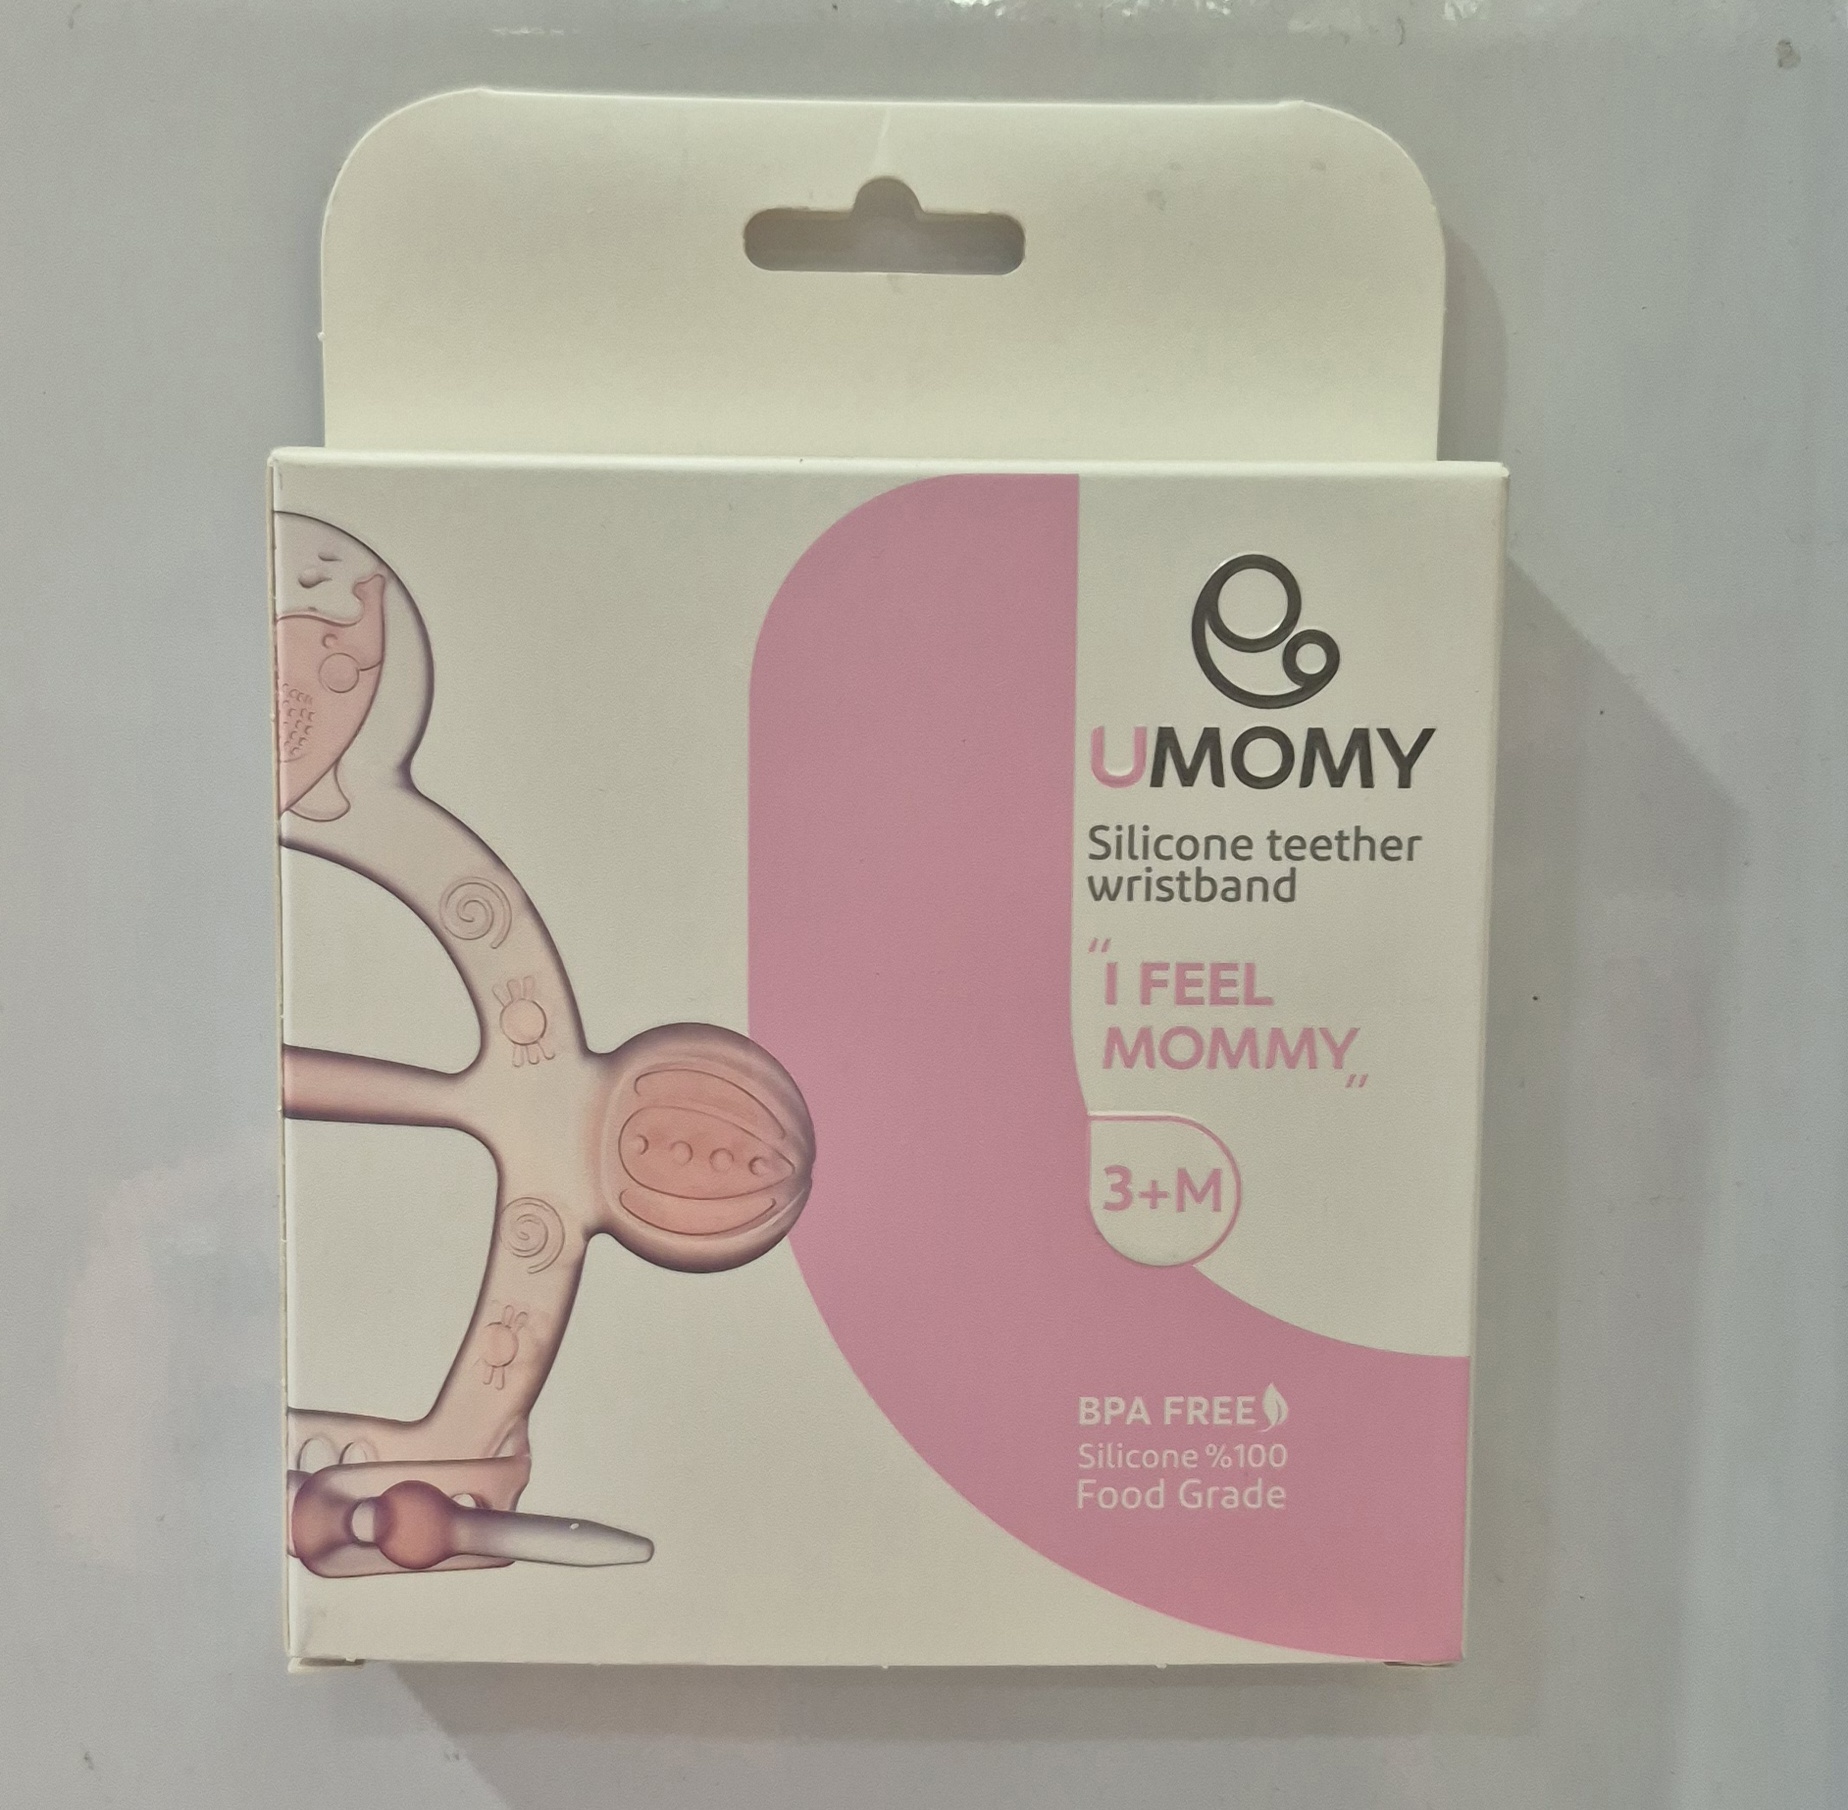 UMOMY
Silicone teether
wristband
“I FEEL
MOMMY”
3+M
BPA FREE
Silicone %100
Food Grade